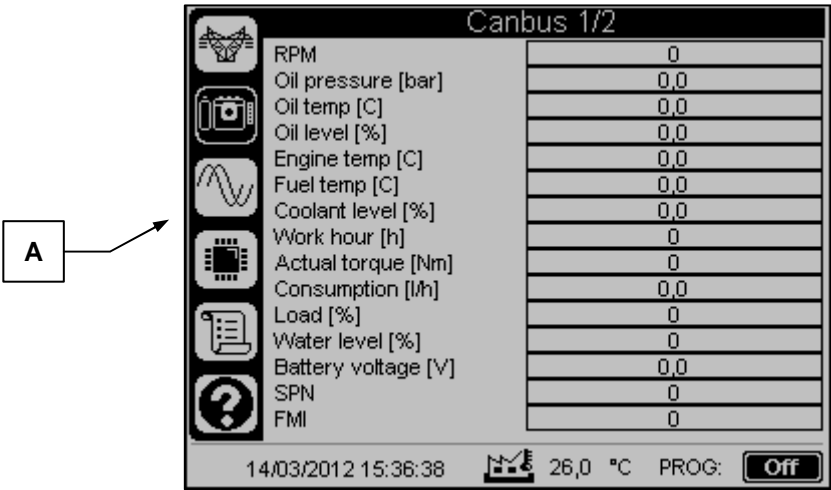 Canbus 1/2
RPM 0
Oil pressure [bar] 0,0
Oil temp [C] 0,0
Oil level [%] 0,0
Engine temp [C] 0,0
Fuel temp [C] 0,0
Coolant level [%] 0,0
A
Work hour [h] 0
Actual torque [Nm] 0
Consumption [l/h] 0,0
Load [%] 0
Water level [%] 0
Battery voltage [V] 0,0
SPN 0
FMI 0
14/03/2012 15:36:38 26,0 °C PROG: Off